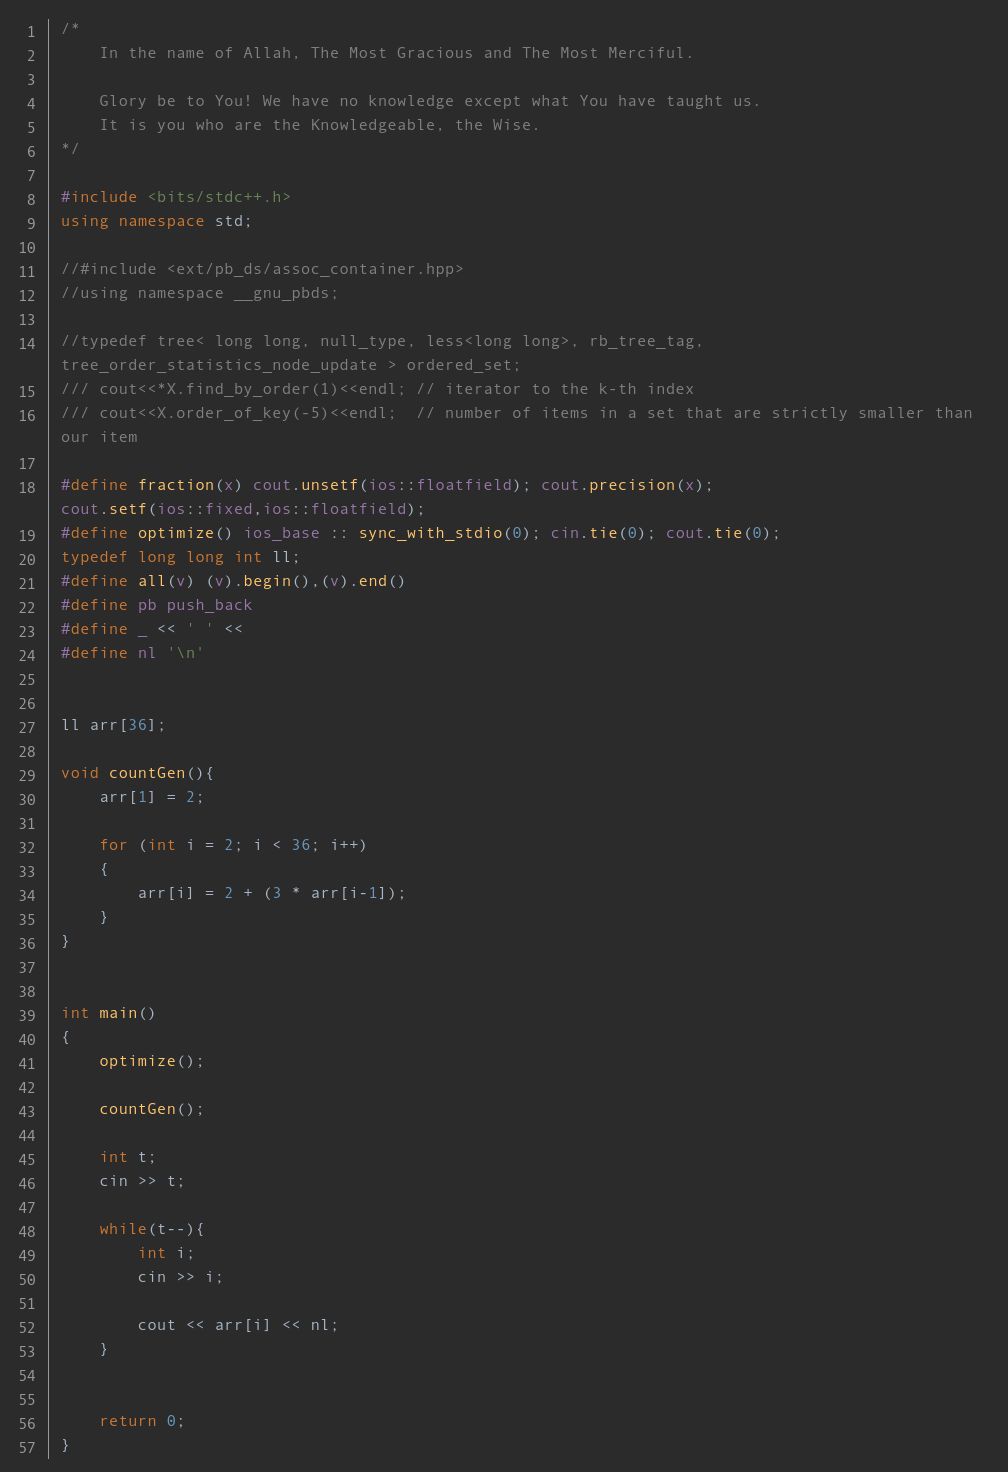 1 /*
2     In the name of Allah, The Most Gracious and The Most Merciful.
3
4     Glory be to You! We have no knowledge except what You have taught us.
5     It is you who are the Knowledgeable, the Wise.
6 */
7
8 #include <bits/stdc++.h>
9 using namespace std;
10
11 //#include <ext/pb_ds/assoc_container.hpp>
12 //using namespace __gnu_pbds;
13
14 //typedef tree< long long, null_type, less<long long>, rb_tree_tag,
tree_order_statistics_node_update > ordered_set;
15 /// cout<<*X.find_by_order(1)<<endl; // iterator to the k-th index
16 /// cout<<X.order_of_key(-5)<<endl;  // number of items in a set that are strictly smaller than
our item
17
18 #define fraction(x) cout.unsetf(ios::floatfield); cout.precision(x);
cout.setf(ios::fixed,ios::floatfield);
19 #define optimize() ios_base :: sync_with_stdio(0); cin.tie(0); cout.tie(0);
20 typedef long long int ll;
21 #define all(v) (v).begin(),(v).end()
22 #define pb push_back
23 #define _ << ' ' <<
24 #define nl '\n'
25
26
27 ll arr[36];
28
29 void countGen(){
30     arr[1] = 2;
31
32     for (int i = 2; i < 36; i++)
33     {
34         arr[i] = 2 + (3 * arr[i-1]);
35     }
36 }
37
38
39 int main()
40 {
41     optimize();
42
43     countGen();
44
45     int t;
46     cin >> t;
47
48     while(t--){
49         int i;
50         cin >> i;
51
52         cout << arr[i] << nl;
53     }
54
55
56     return 0;
57 }